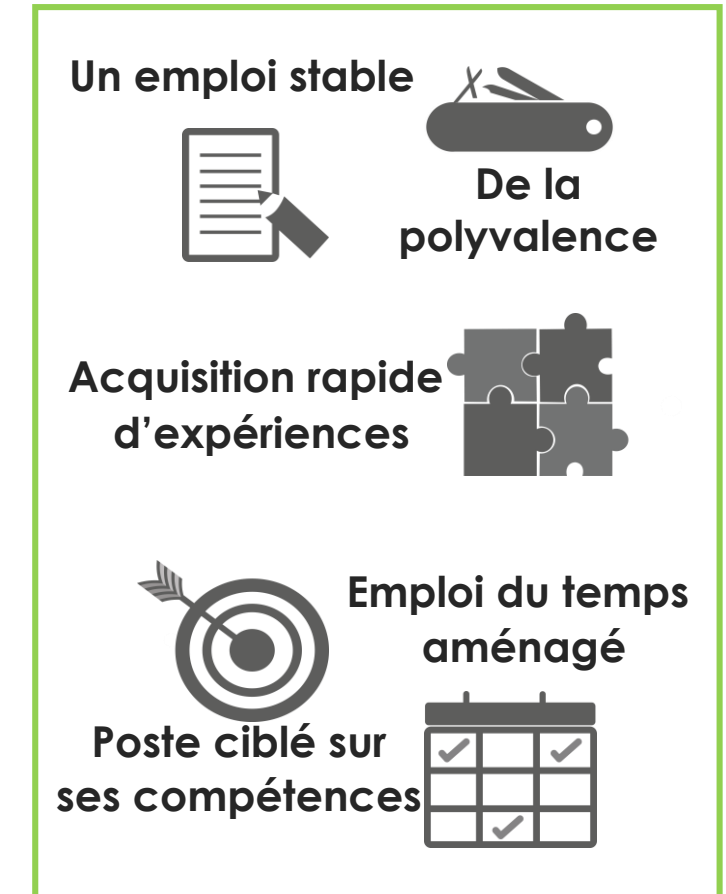 Un emploi stable
De la
polyvalence
Acquisition rapide
d’expériences
Emploi du temps
aménagé
Poste ciblé sur
ses compétences